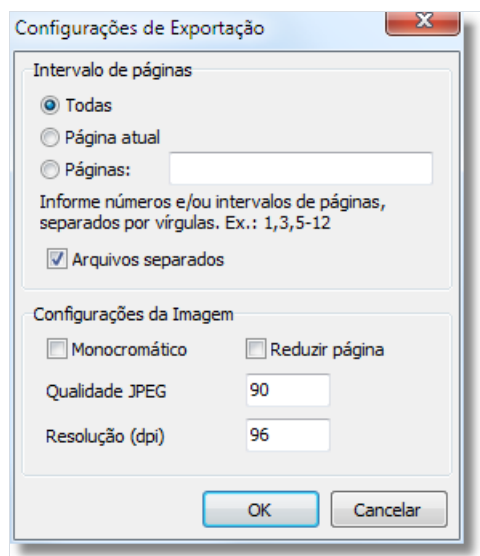 Configurações de Exportação
Intervalo de páginas
Todas
Página atual
Páginas:
Informe números e/ou intervalos de páginas,
separados por vírgulas. Ex.: 1,3,5-12
Arquivos separados
Configurações da Imagem
Monocromático Reduzir página
Qualidade JPEG 90
Resolução (dpi) 96
OK Cancelar